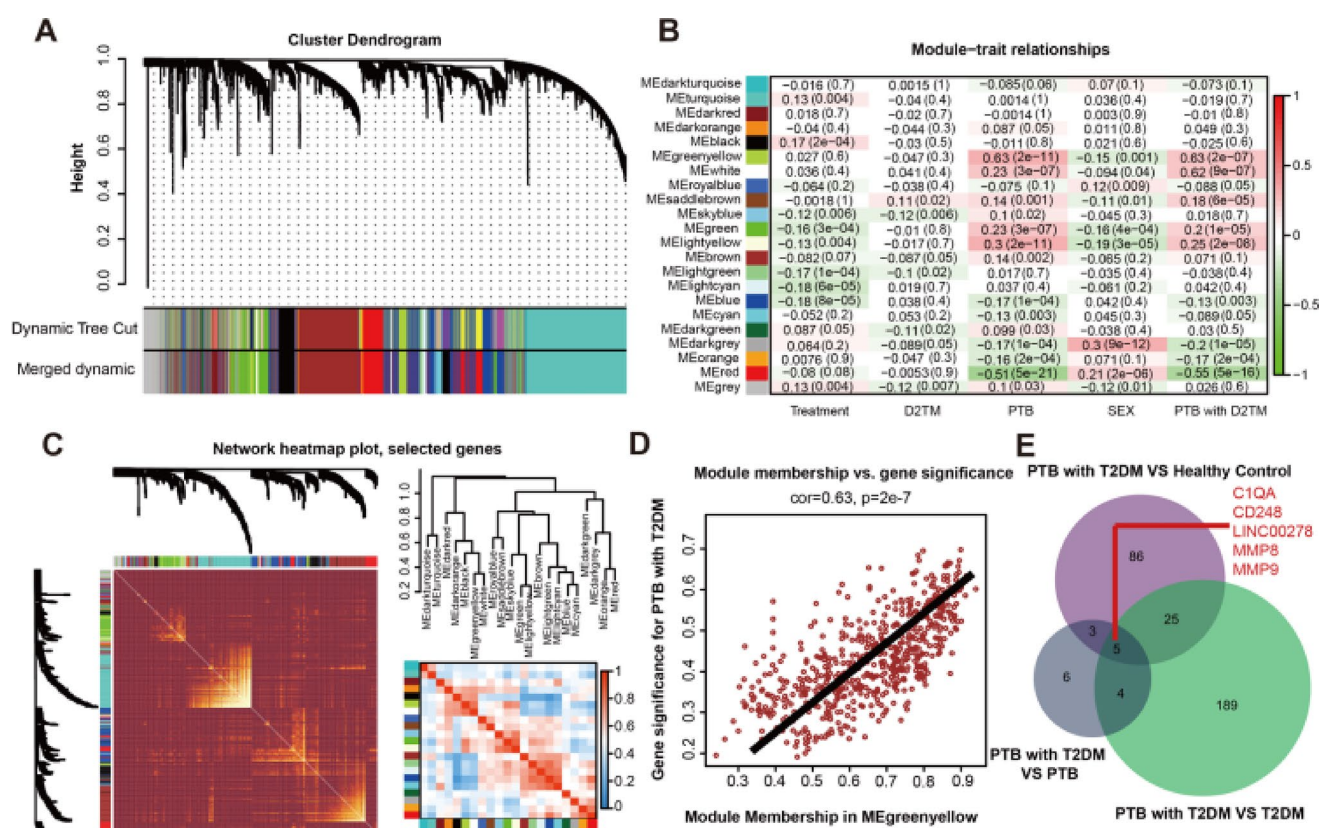 A
Cluster Dendrogram
Height
1.0
0.8
0.6
0.4
0.2
0.0
Dynamic Tree Cut
Merged dynamic
B
Module-trait relationships
MEdarkturquoise -0.016 (0.7) 0.0015 (1) -0.085(0.06) 0.07 (0.1) -0.073 (0.1)
MEturquoise 0.13 (0.004) -0.04 (0.4) 0.0014 (1) 0.036 (0.4) -0.019 (0.7)
MEdarkred 0.018 (0.7) -0.02 (0.7) -0.0014 (1) 0.003 (0.9) -0.01 (0.8)
MEdarkorange -0.04 (0.4) -0.044 (0.3) 0.087 (0.05) 0.011 (0.8) 0.049 (0.3)
MEblack 0.17 (2e-04) -0.03 (0.5) -0.011 (0.8) 0.021 (0.6) -0.025 (0.6)
MEgreenyellow 0.027 (0.6) -0.047 (0.3) 0.63 (2e-11) -0.15 (0.001) 0.63 (2e-07)
MEwhite 0.036 (0.4) 0.041 (0.4) 0.23 (3e-07) -0.094 (0.04) 0.62 (9e-07)
MEroyalblue -0.064 (0.2) -0.038 (0.4) -0.075 (0.1) 0.12 (0.009) -0.088 (0.05)
MEsaddlebrown -0.0018 (1) 0.11 (0.02) 0.14 (0.001) -0.11 (0.01) 0.18 (6e-05)
MEskyblue -0.12 (0.006) -0.12 (0.006) 0.1 (0.02) -0.045 (0.3) 0.018 (0.7)
MEgreen -0.16 (3e-04) -0.01 (0.8) 0.23 (3e-07) -0.16 (4e-04) 0.2 (1e-05)
MElightyellow -0.13 (0.004) -0.017 (0.7) 0.3 (2e-11) -0.19 (3e-05) 0.25 (2e-08)
MEbrown -0.082 (0.07) -0.087 (0.05) 0.14 (0.002) -0.065 (0.2) 0.071 (0.1)
MElightgreen -0.17 (1e-04) -0.1 (0.02) 0.017 (0.7) -0.035 (0.4) -0.038 (0.4)
MElightcyan -0.18 (6e-05) 0.019 (0.7) 0.037 (0.4) -0.061 (0.2) 0.042 (0.4)
MEblue -0.18 (8e-05) 0.038 (0.4) -0.17 (1e-04) 0.042 (0.4) -0.13 (0.003)
MEcyan -0.052 (0.2) 0.053 (0.2) -0.13 (0.003) 0.045 (0.3) -0.089 (0.05)
MEdarkgreen 0.087 (0.05) -0.11 (0.02) 0.099 (0.03) -0.038 (0.4) 0.03 (0.5)
MEdarkgrey 0.064 (0.2) -0.089 (0.05) -0.17 (1e-04) 0.3 (9e-12) -0.2 (1e-05)
MEorange 0.0076 (0.9) -0.047 (0.3) -0.16 (2e-04) 0.071 (0.1) -0.17 (2e-04)
MEred -0.08 (0.08) -0.0053 (0.9) -0.51 (5e-21) 0.21 (2e-06) -0.55 (5e-16)
MEgrey 0.13 (0.004) -0.12 (0.007) 0.1 (0.03) -0.12 (0.01) 0.026 (0.6)
Treatment D2TM PTB SEX PTB with D2TM
1
0.5
0
-0.5
-1
C
Network heatmap plot, selected genes
1.0
0.8
0.6
0.4
0.2
MEdarkturquoise
MEturquoise
MEdarkred
MEdarkorange
MEblack
MEgreenyellow
MEwhite
MEroyalblue
MEsaddlebrown
MEskyblue
MEgreen
MElightyellow
MEbrown
MElightgreen
MElightcyan
MEblue
MEcyan
MEdarkgreen
MEdarkgrey
MEorange
MEred
1
0.8
0.6
0.4
0.2
0
D
Module membership vs. gene significance
cor=0.63, p=2e-7
Gene significance for PTB with T2DM
0.7
0.6
0.5
0.4
0.3
0.2
0.3 0.4 0.5 0.6 0.7 0.8 0.9
Module Membership in MEgreenyellow
E
PTB with T2DM VS Healthy Control
C1QA
CD248
LINC00278
MMP8
MMP9
86
25
3
5
6
4
189
PTB with T2DM
VS PTB
PTB with T2DM VS T2DM